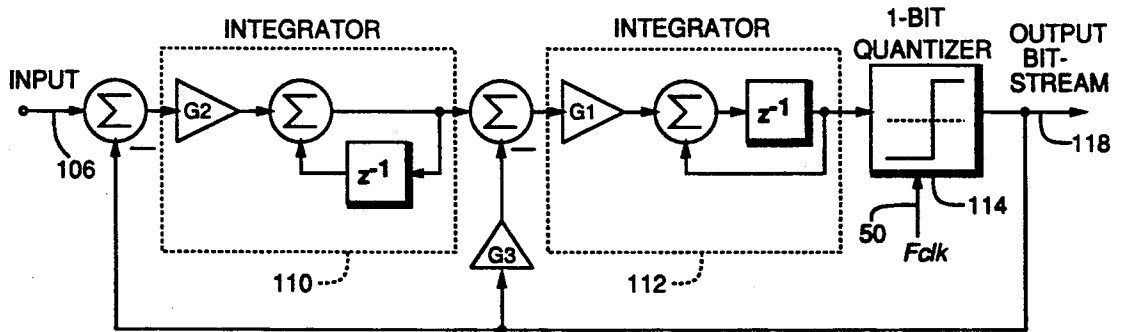 INTEGRATOR
INTEGRATOR
1-BIT
QUANTIZER
OUTPUT
BIT-
STREAM
INPUT
Σ
G2
Σ
Σ
G1
Σ
z⁻¹
z⁻¹
106
118
114
50
Fclk
G3
110
112